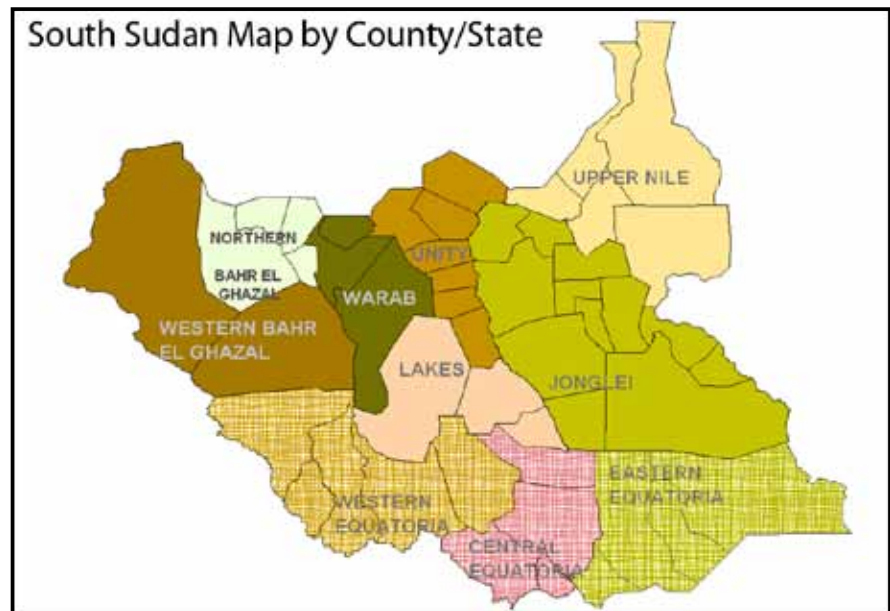 South Sudan Map by County/State
UPPER NILE
NORTHERN
BAHR EL
GHAZAL
UNITY
WARAB
WESTERN BAHR
EL GHAZAL
LAKES
JONGLEI
EASTERN
EQUATORIA
WESTERN
EQUATORIA
CENTRAL
EQUATORIA